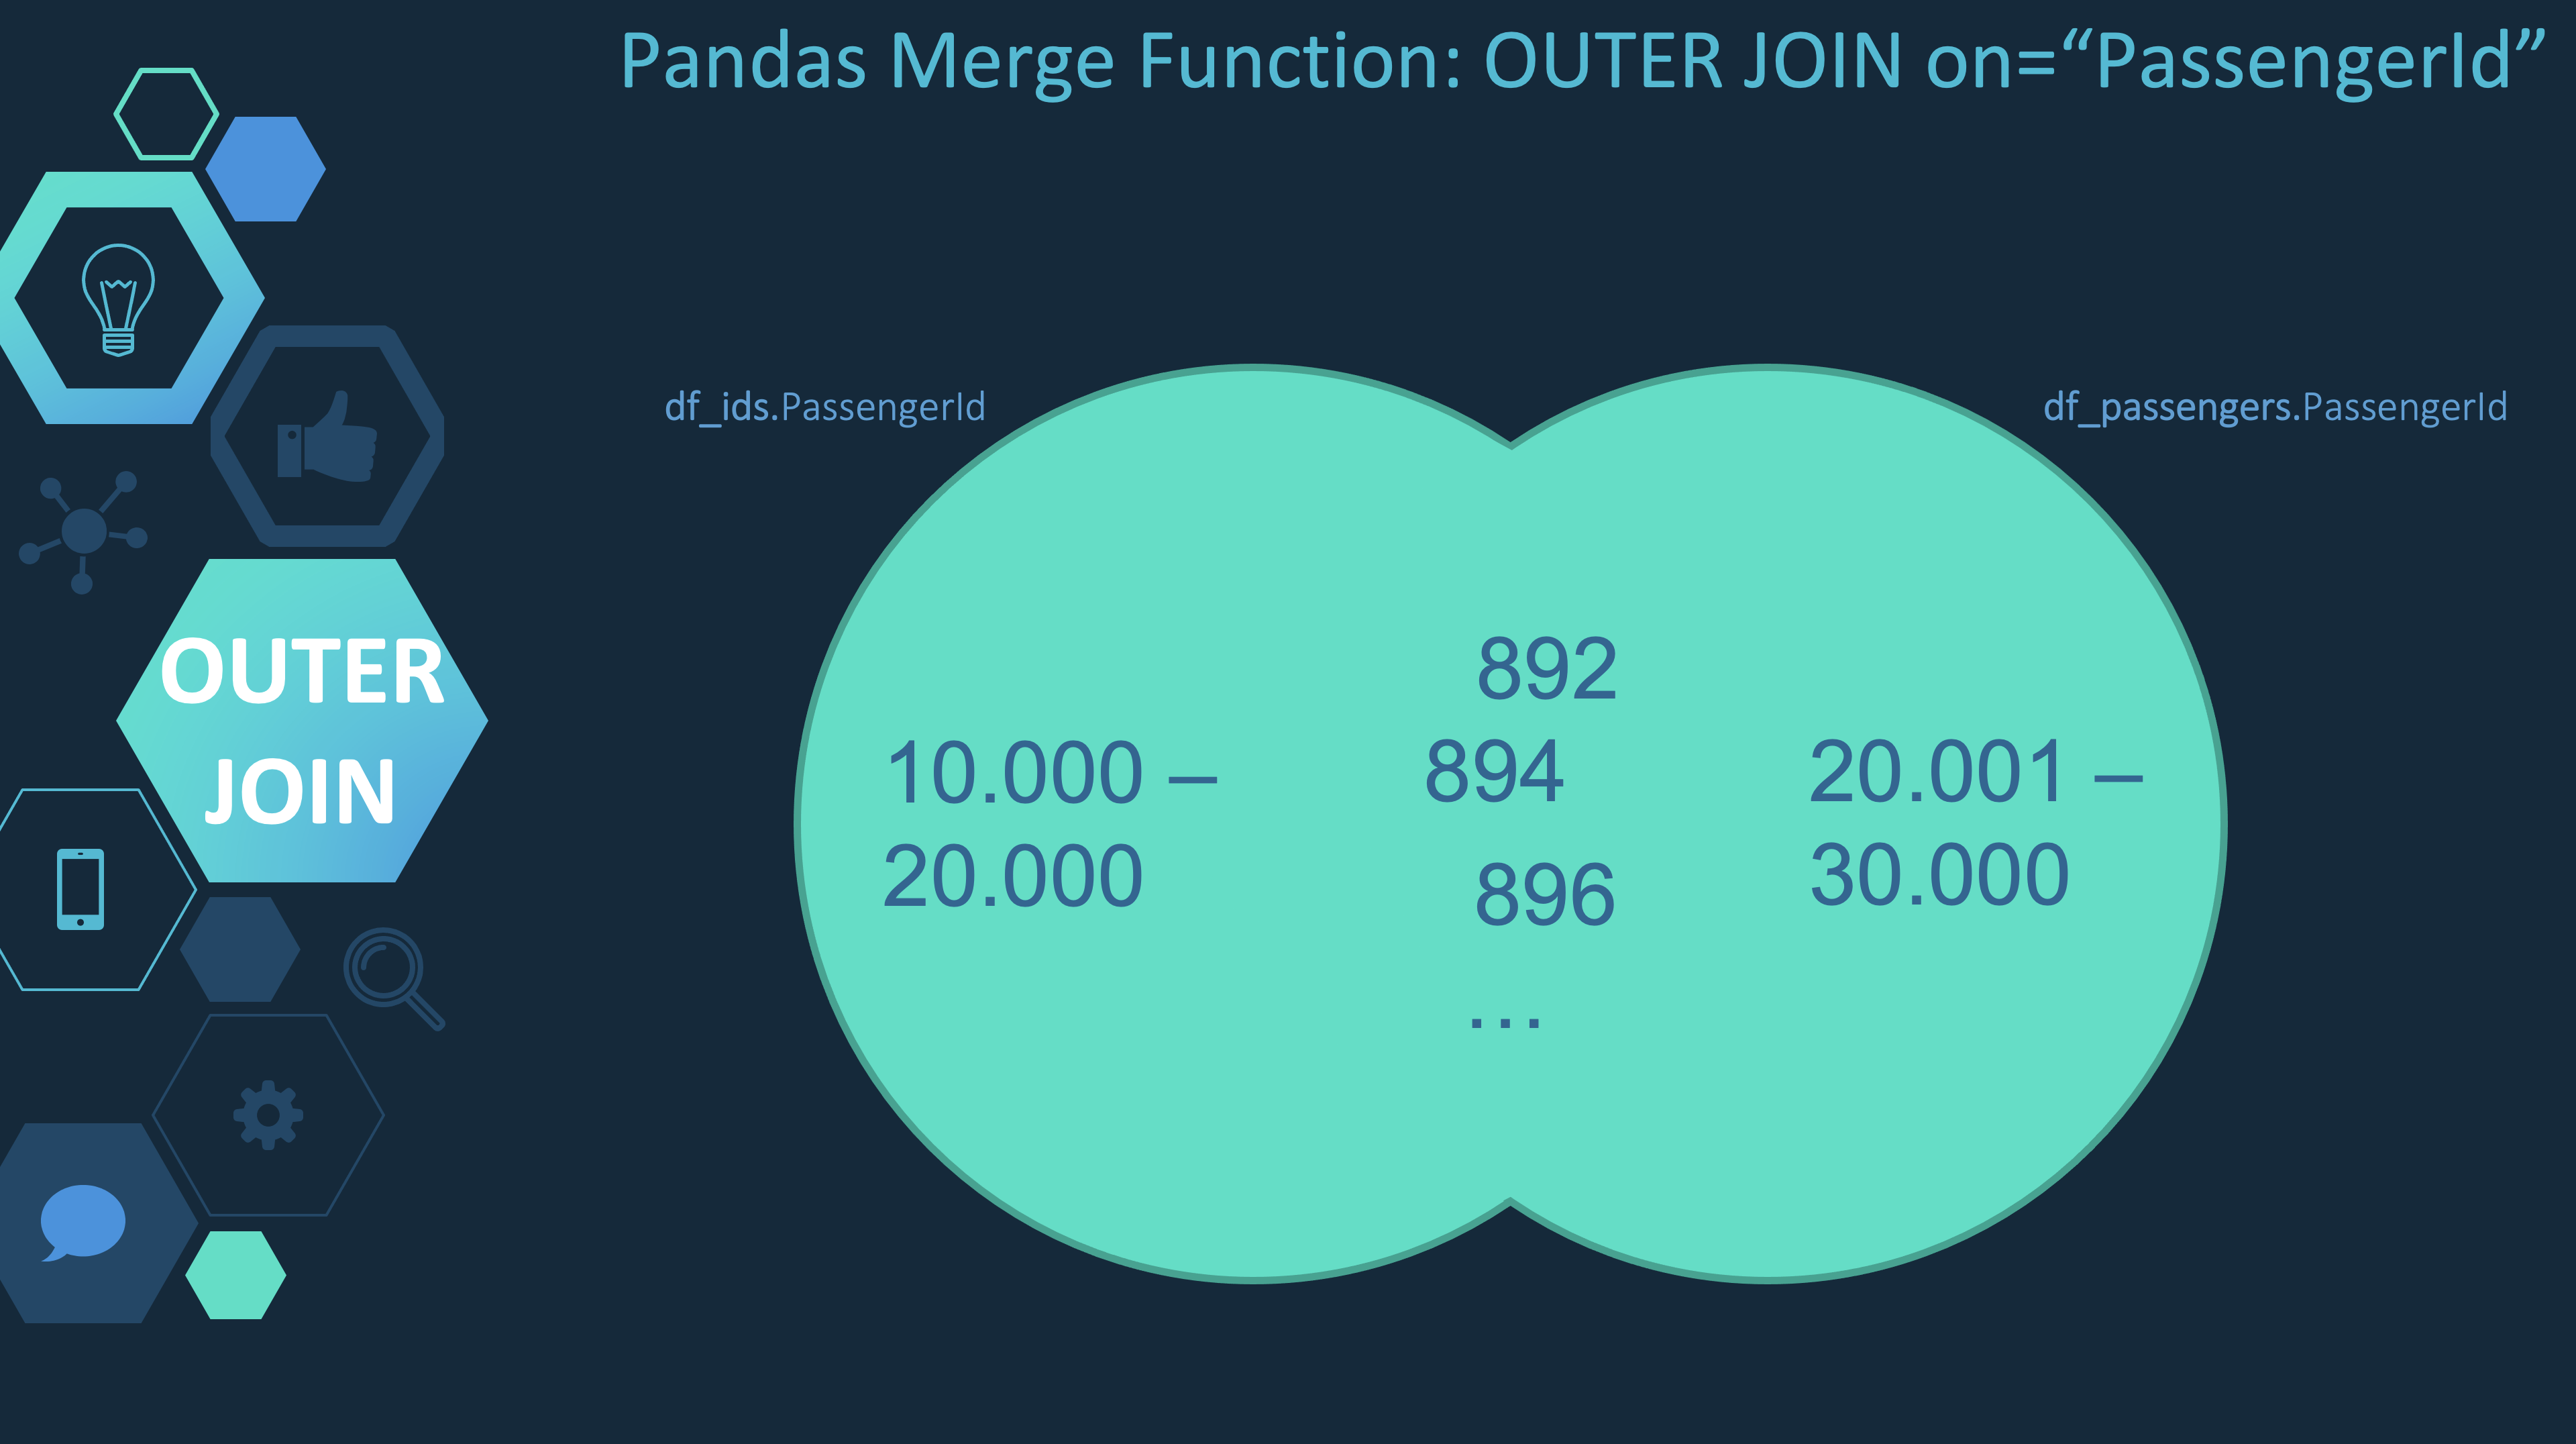 Pandas Merge Function: OUTER JOIN on=“PassengerId”
df_ids.PassengerId
df_passengers.PassengerId
OUTER
JOIN
10.000 –
20.000
892
894
896
...
20.001 –
30.000